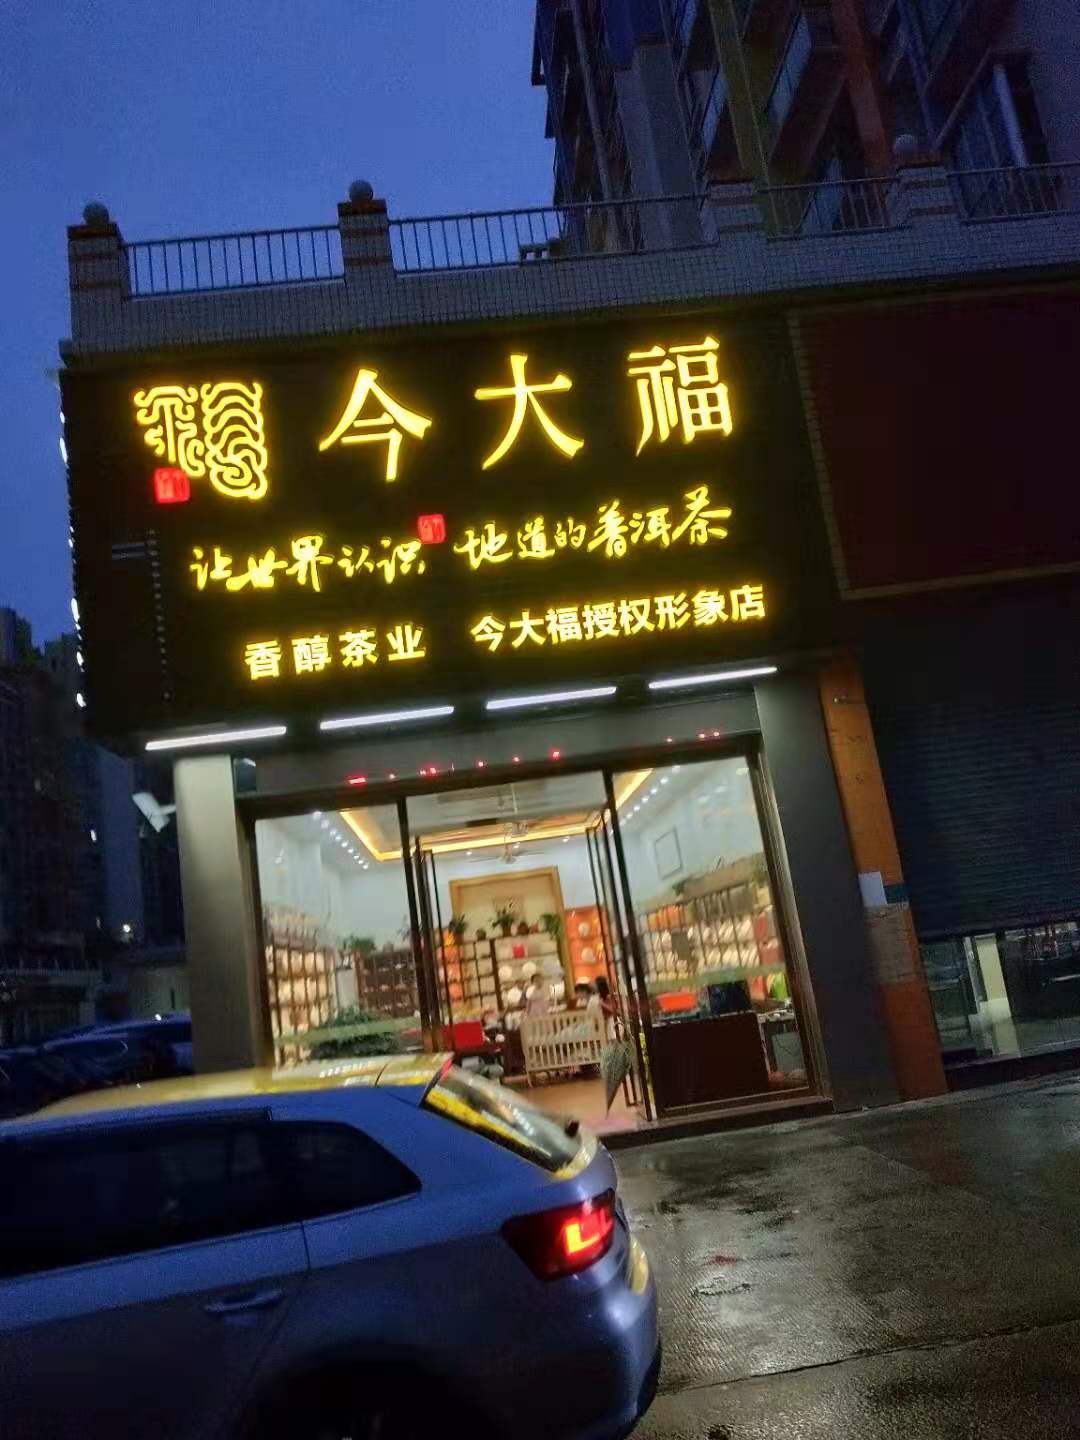 今大福
让世界认识 地道的普洱茶
香醇茶业 今大福授权形象店